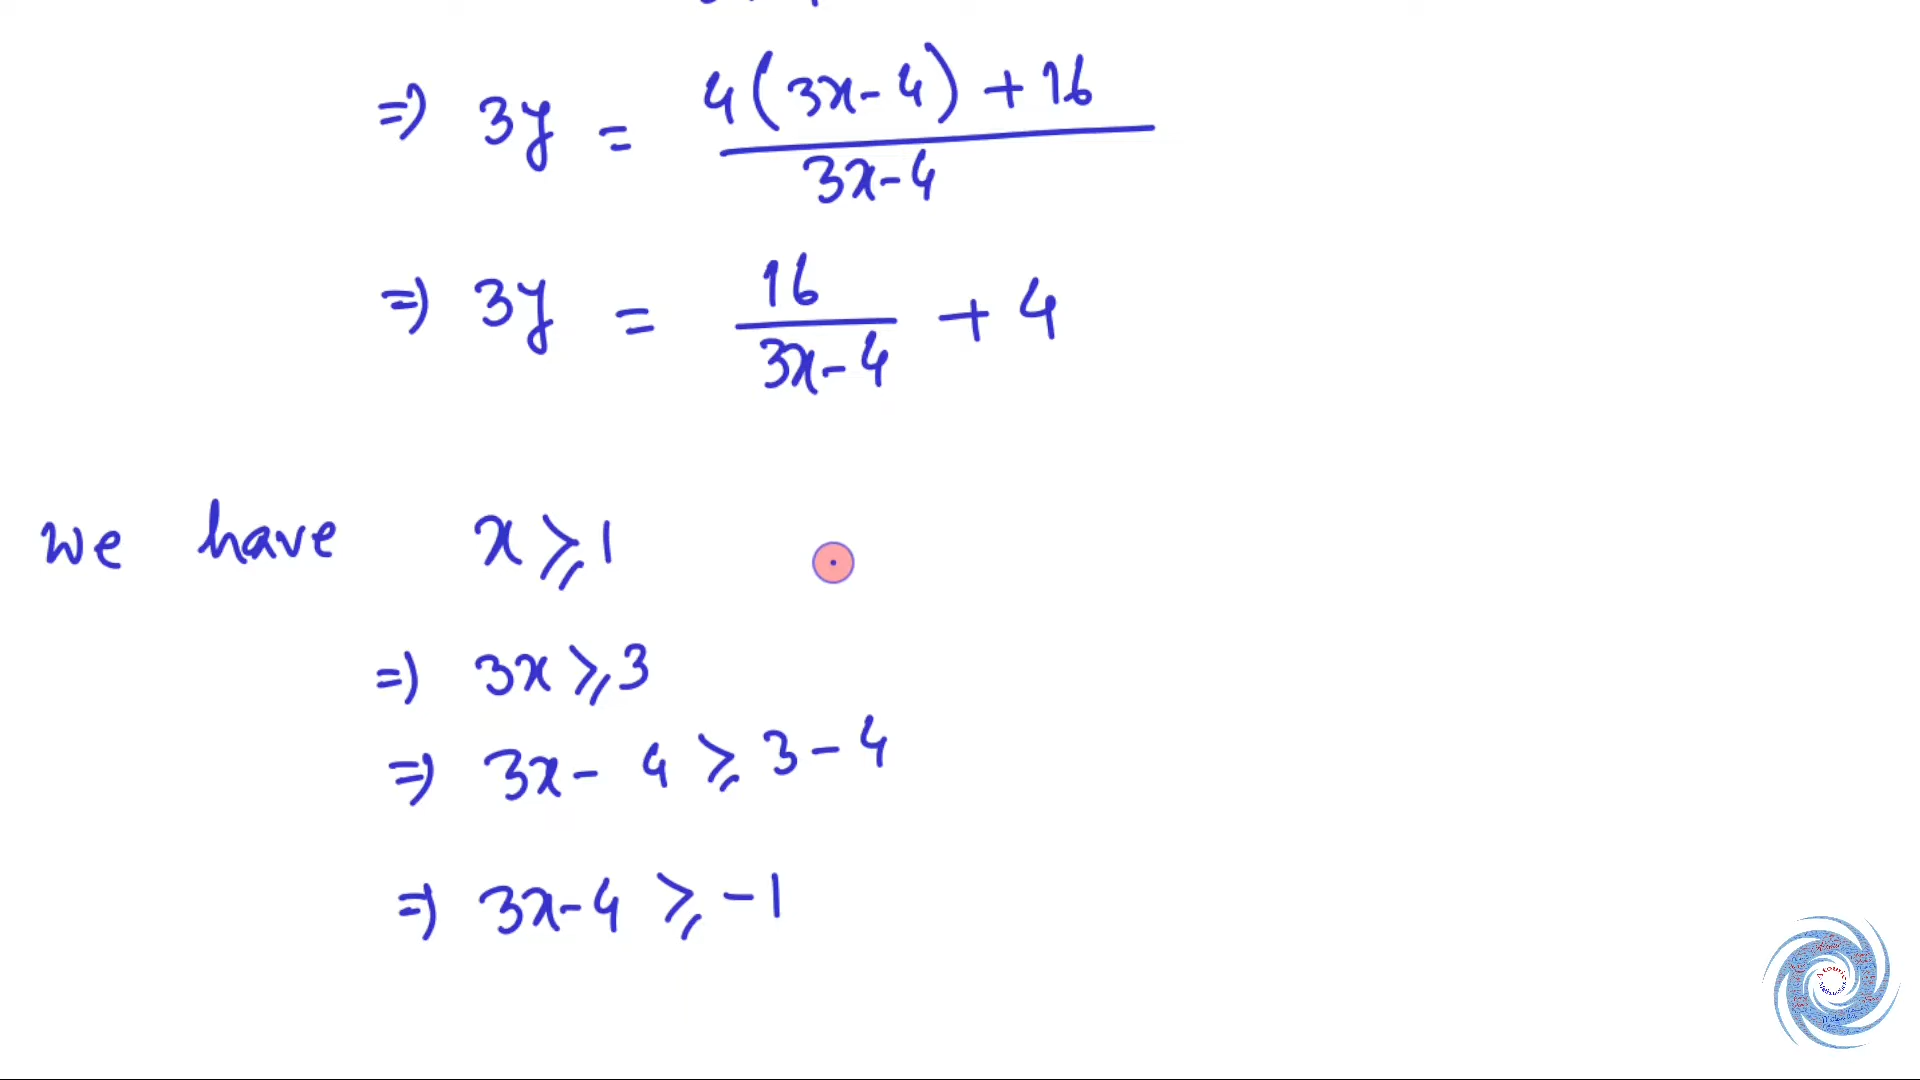 => 3y = (4(3x-4)+16)/(3x-4)
=> 3y = 16/(3x-4) + 4
we have x ⩾ 1
=> 3x ⩾ 3
=> 3x - 4 ⩾ 3 - 4
=> 3x-4 ⩾ -1